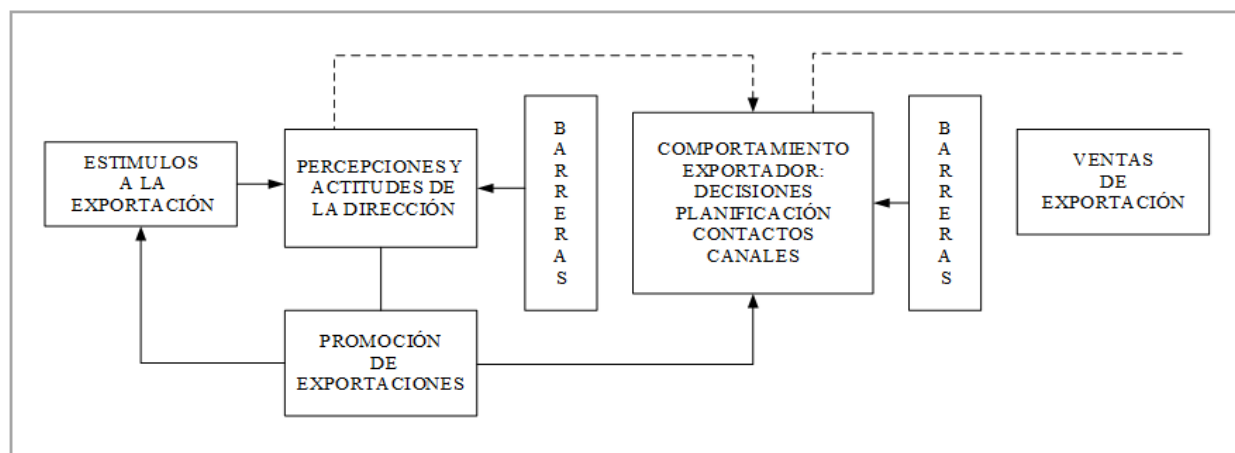 ESTIMULOS
A LA
EXPORTACIÓN
PERCEPCIONES Y
ACTITUDES DE
LA DIRECCIÓN
B
A
R
R
E
R
A
S
COMPORTAMIENTO
EXPORTADOR:
DECISIONES
PLANIFICACIÓN
CONTACTOS
CANALES
B
A
R
R
E
R
A
S
VENTAS
DE
EXPORTACIÓN
PROMOCIÓN
DE
EXPORTACIONES